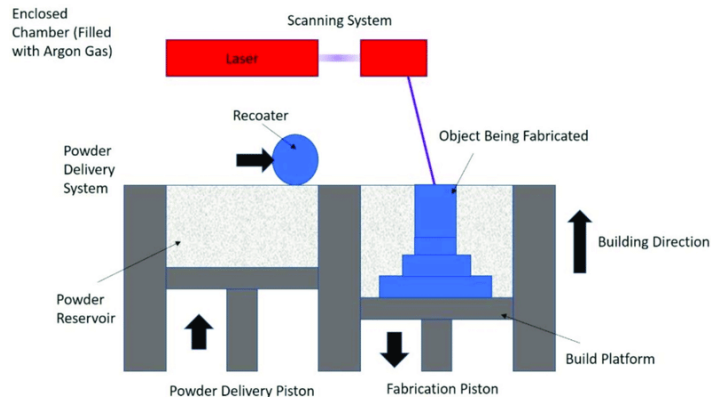 Enclosed
Chamber (Filled
with Argon Gas)
Scanning System
Laser
Recoater
Object Being Fabricated
Powder
Delivery
System
Building Direction
Powder
Reservoir
Build Platform
Powder Delivery Piston
Fabrication Piston